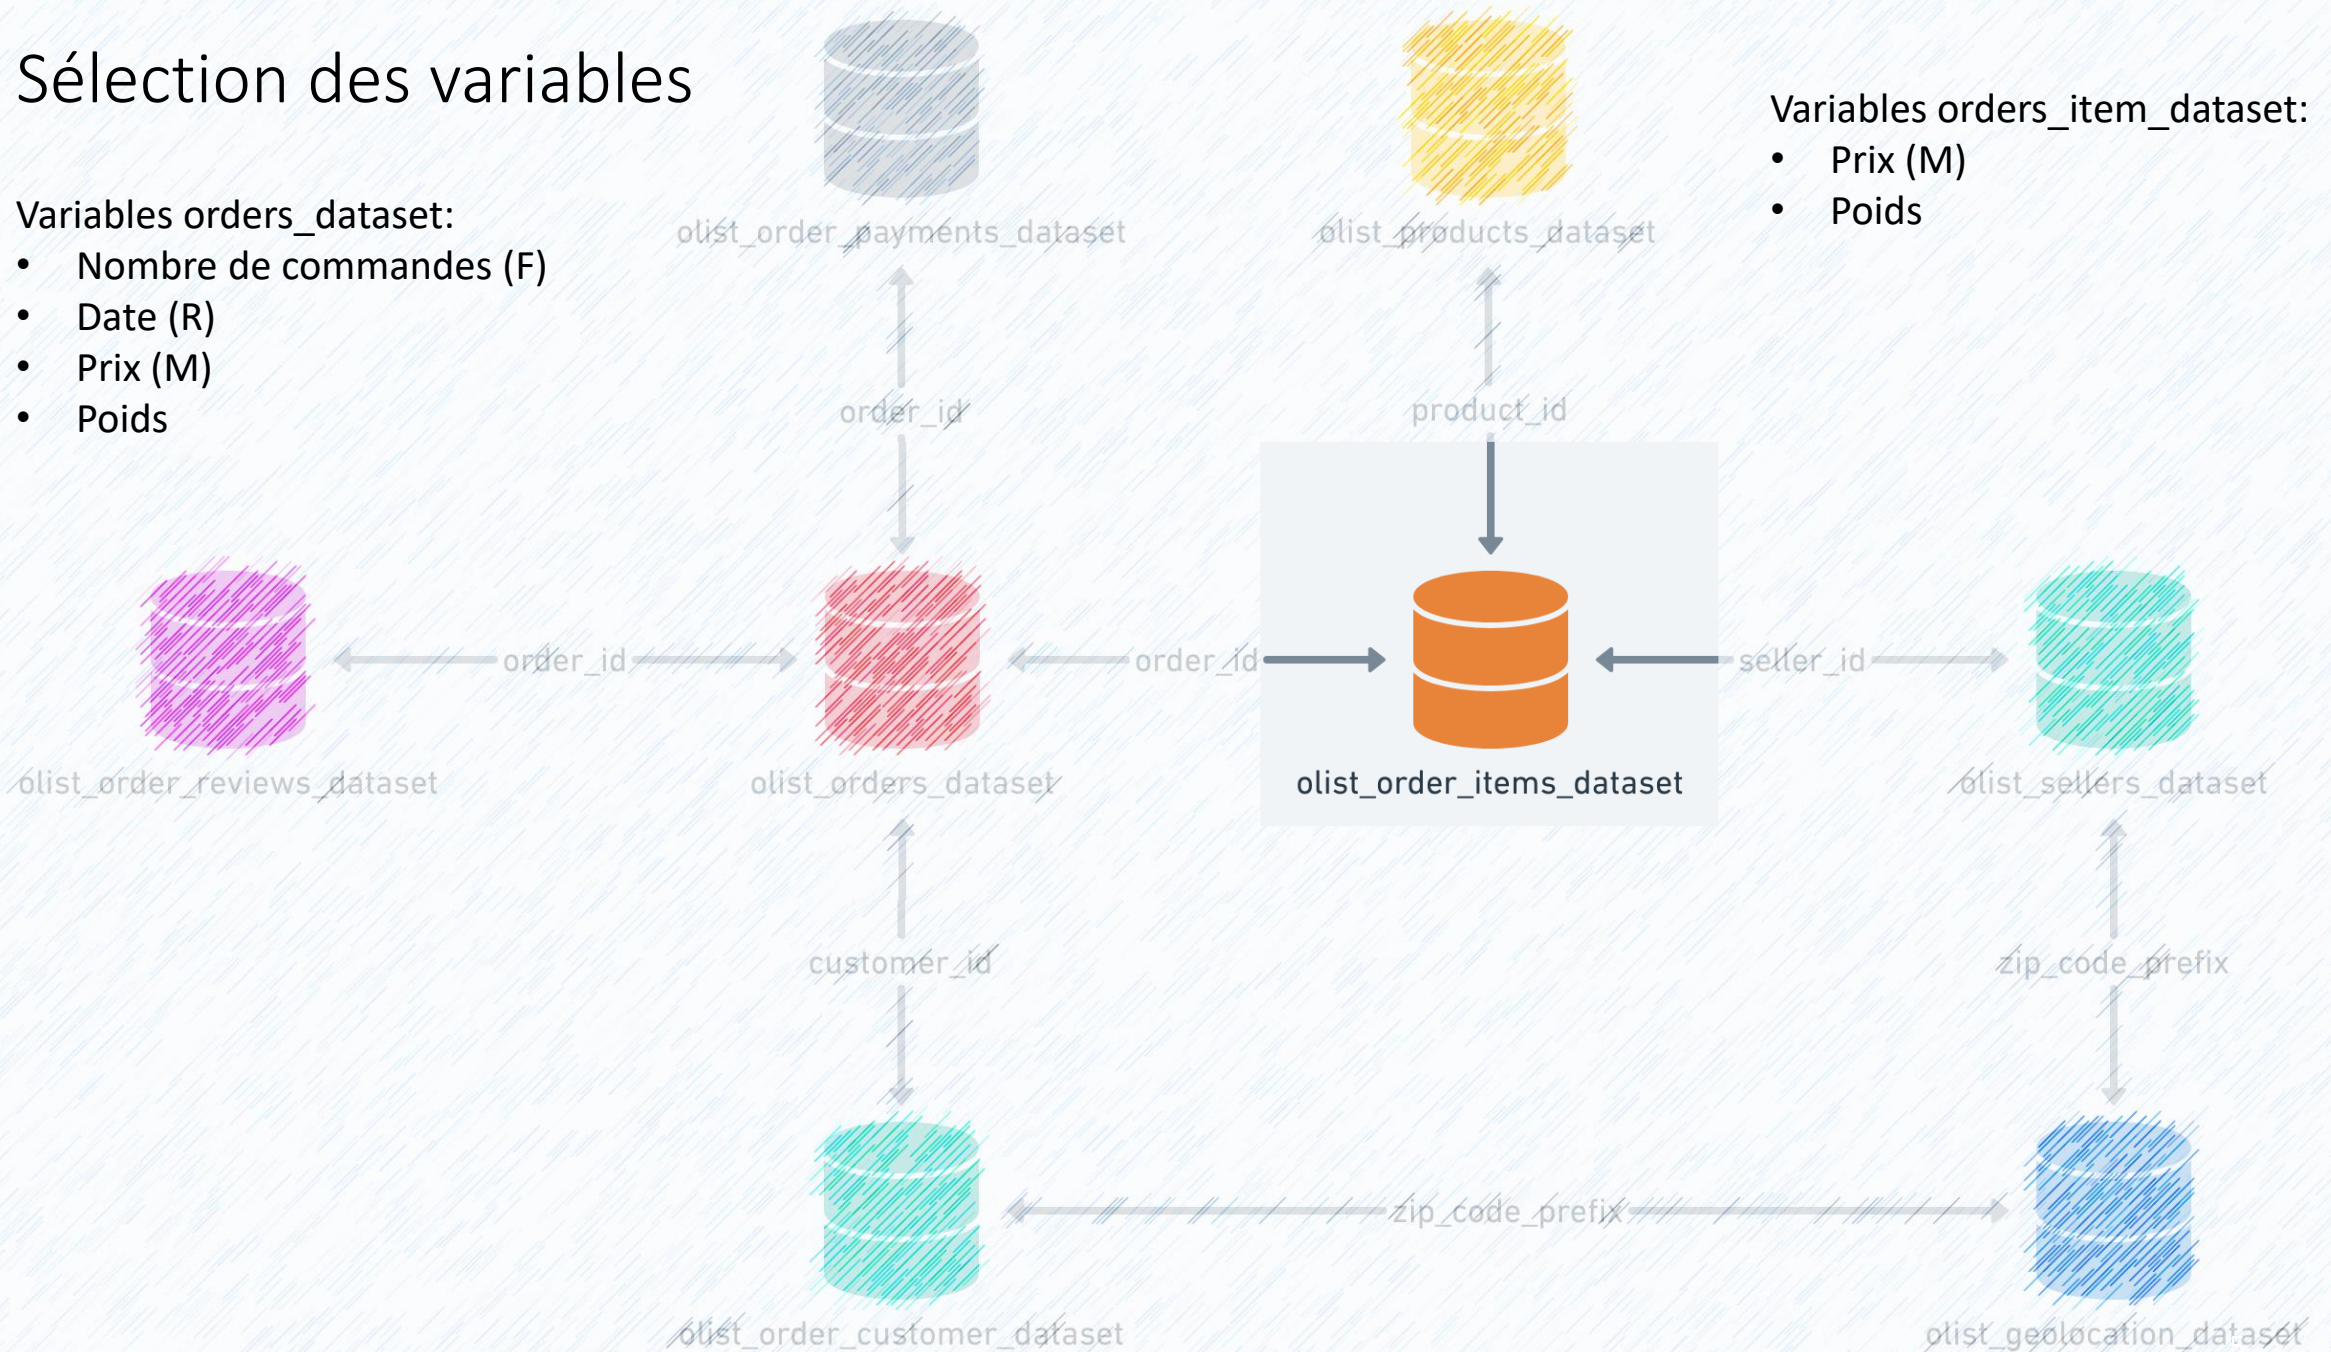 Sélection des variables
Variables orders_dataset:
• Nombre de commandes (F)
• Date (R)
• Prix (M)
• Poids
Variables orders_item_dataset:
• Prix (M)
• Poids
olist_order_payments_dataset
olist_products_dataset
order_id
product_id
order_id
order_id
seller_id
olist_order_reviews_dataset
olist_orders_dataset
olist_order_items_dataset
olist_sellers_dataset
customer_id
zip_code_prefix
zip_code_prefix
olist_order_customer_dataset
olist_geolocation_dataset